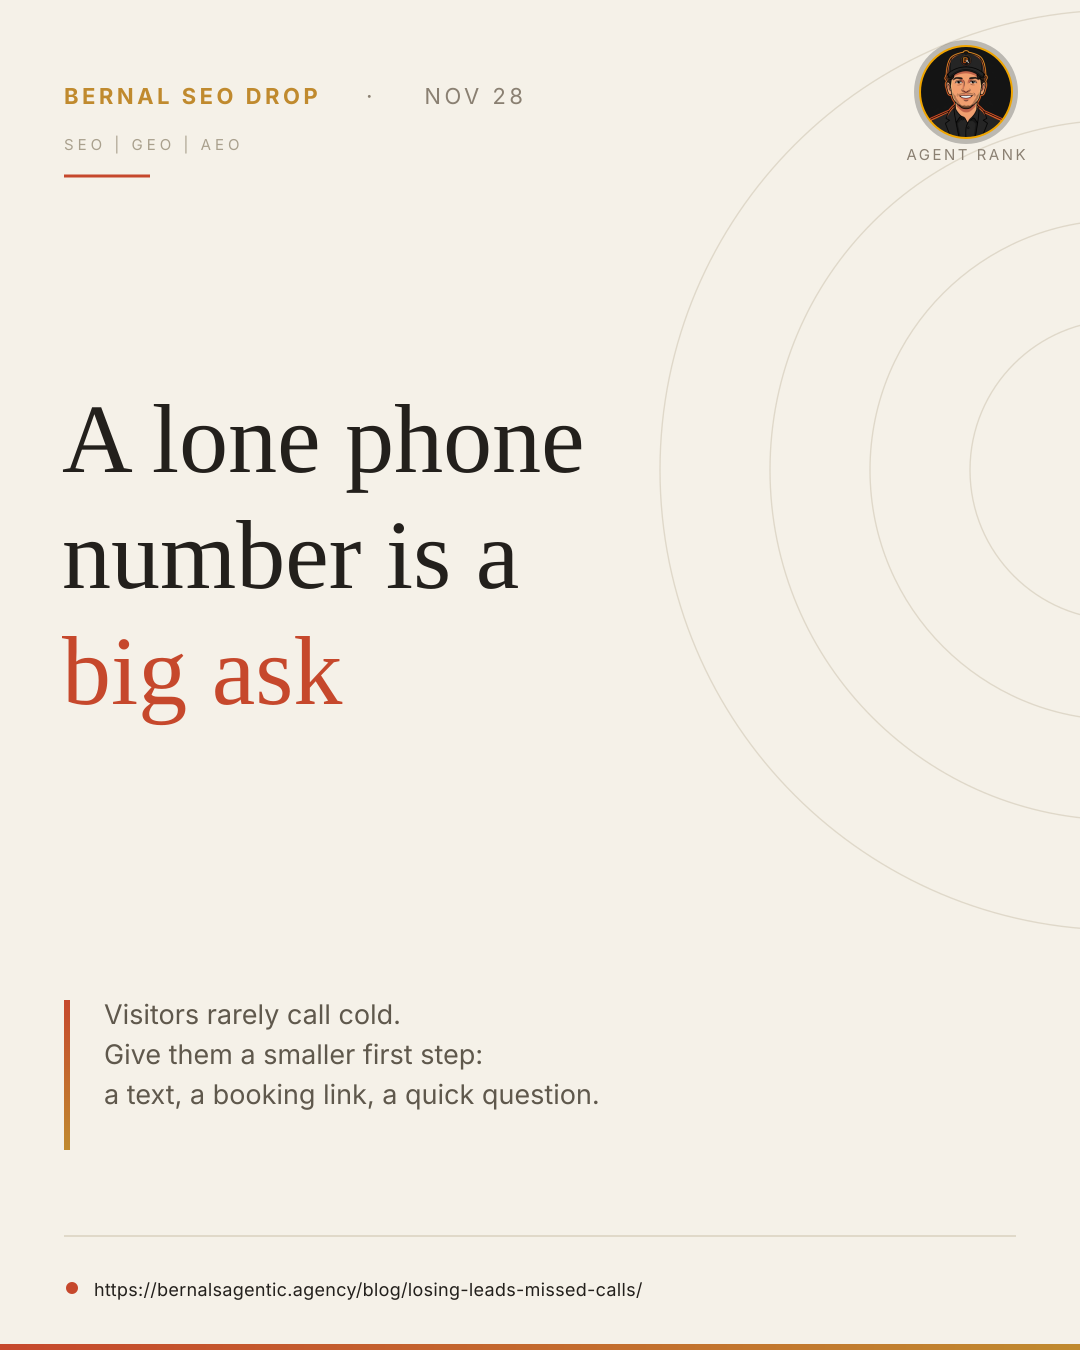 BERNAL SEO DROP · NOV 28
SEO | GEO | AEO
AGENT RANK
A lone phone
number is a
big ask
Visitors rarely call cold.
Give them a smaller first step:
a text, a booking link, a quick question.
https://bernalsagentic.agency/blog/losing-leads-missed-calls/